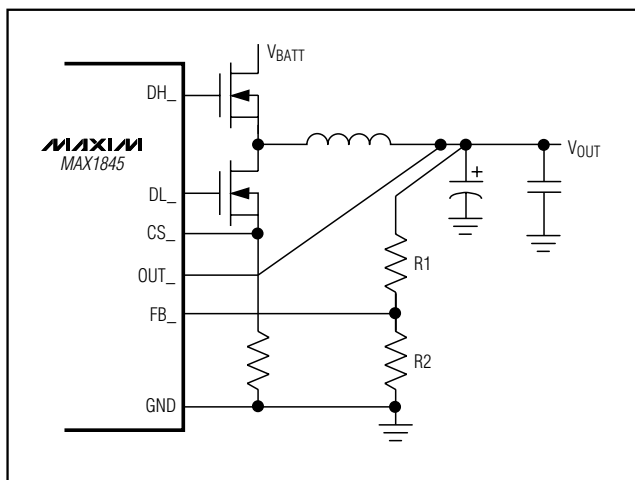 VBATT
DH_
MAXIM
MAX1845
VOUT
DL_
+
CS_
OUT_
R1
FB_
R2
GND